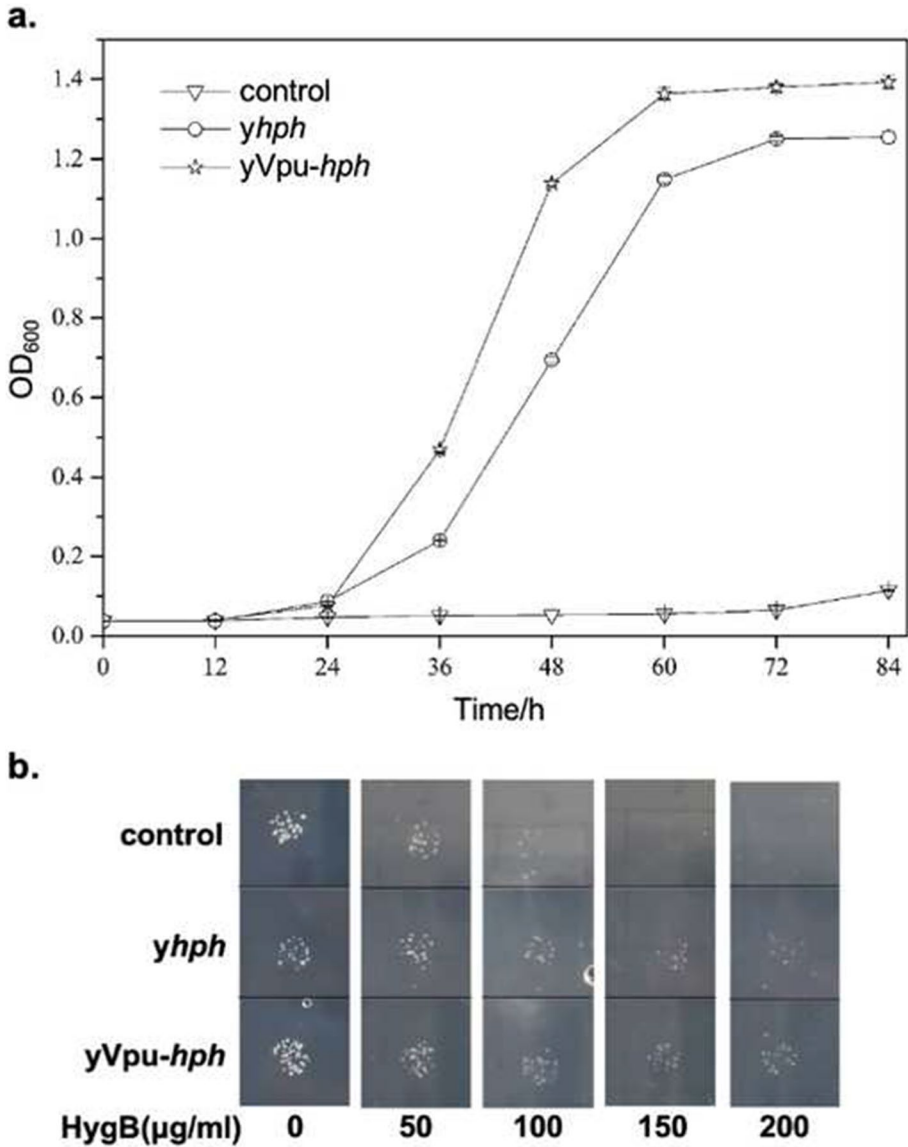 a.
control
yhph
yVpu-hph
1.4
1.2
1.0
0.8
0.6
0.4
0.2
0.0
OD600
0 12 24 36 48 60 72 84
Time/h
b.
control
yhph
yVpu-hph
HygB(μg/ml) 0 50 100 150 200